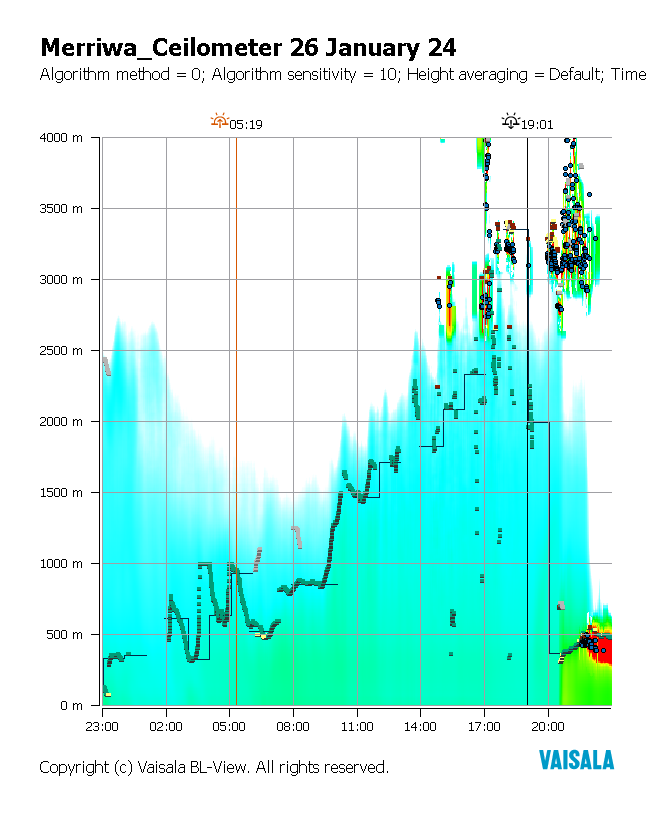 Merriwa_Ceilometer 26 January 24
Algorithm method = 0; Algorithm sensitivity = 10; Height averaging = Default; Time
05:19 19:01
4000 m
3500 m
3000 m
2500 m
2000 m
1500 m
1000 m
500 m
0 m
23:00 02:00 05:00 08:00 11:00 14:00 17:00 20:00
Copyright (c) Vaisala BL-View. All rights reserved.
VAISALA